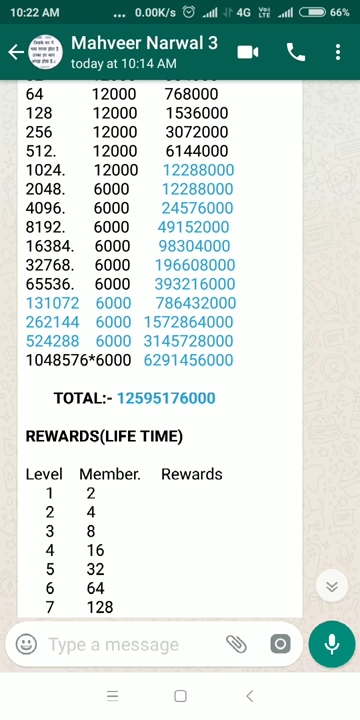 10:22 AM ... 0.00K/s 4G VoLTE 66%
Mahveer Narwal 3
today at 10:14 AM
64 12000 768000
128 12000 1536000
256 12000 3072000
512. 12000 6144000
1024. 12000 12288000
2048. 6000 12288000
4096. 6000 24576000
8192. 6000 49152000
16384. 6000 98304000
32768. 6000 196608000
65536. 6000 393216000
131072 6000 786432000
262144 6000 1572864000
524288 6000 3145728000
1048576*6000 6291456000
TOTAL:- 12595176000
REWARDS(LIFE TIME)
Level Member. Rewards
1 2
2 4
3 8
4 16
5 32
6 64
7 128
Type a message